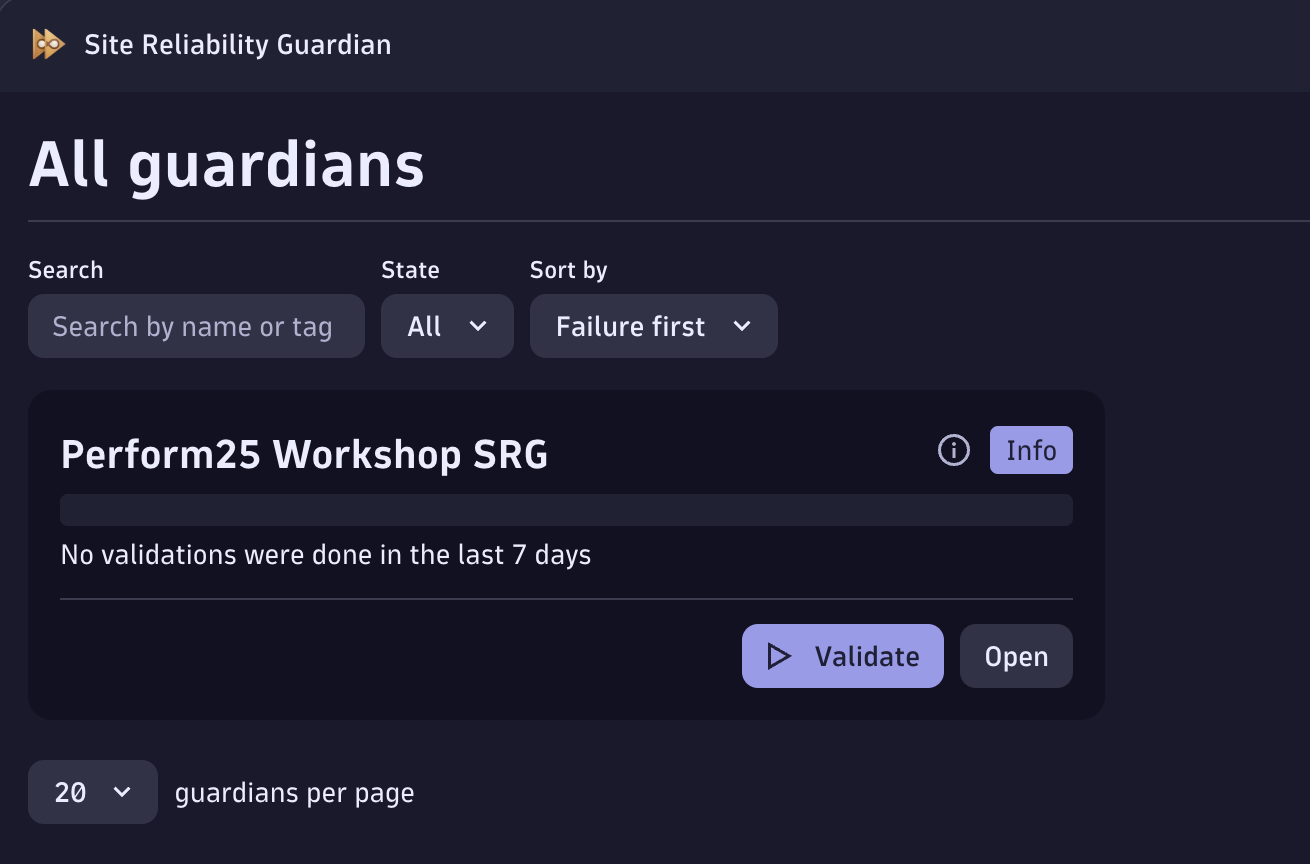 Site Reliability Guardian
All guardians
Search State Sort by
Search by name or tag All Failure first
Perform25 Workshop SRG Info
No validations were done in the last 7 days
Validate Open
20 guardians per page